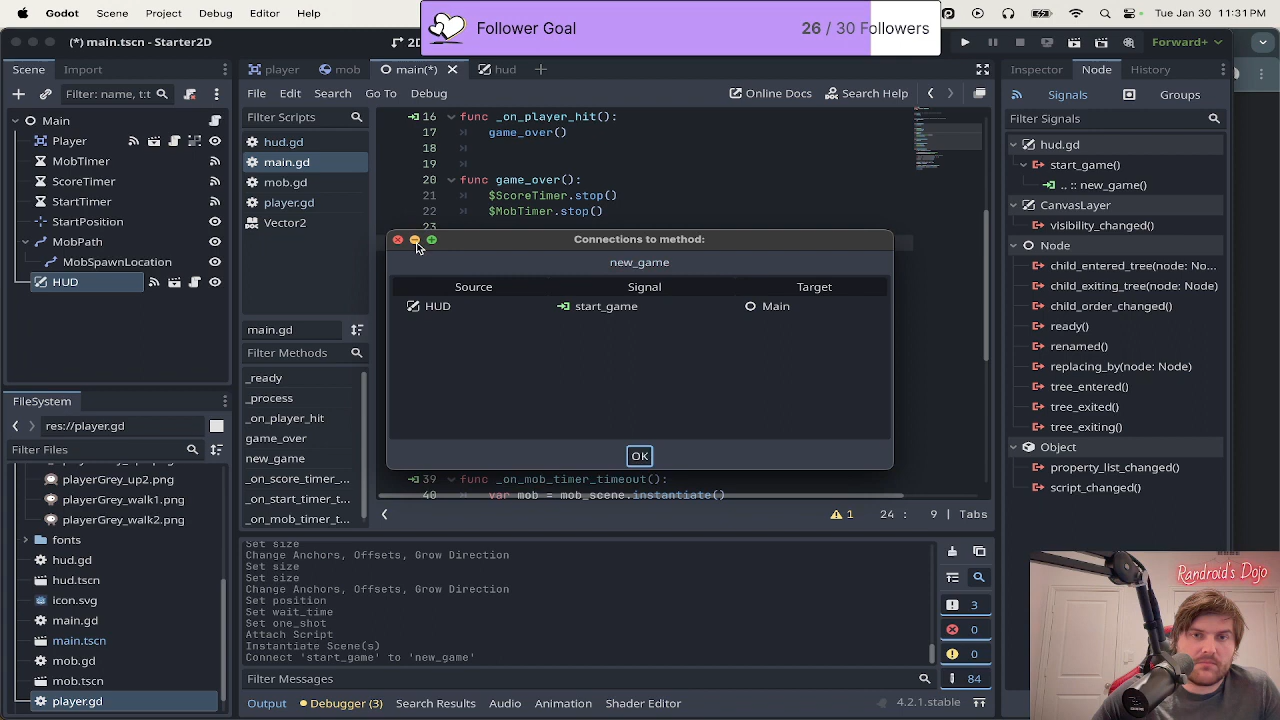 Follower Goal 26 / 30 Followers
Tue Jan 30 11:31 PM
(*) main.tscn - Starter2D
2D
Forward+
Scene Import
Filter: name, t:t
Main
Player
MobTimer
ScoreTimer
StartTimer
StartPosition
MobPath
MobSpawnLocation
HUD
FileSystem
res://player.gd
Filter Files
playerGrey_up2.png
playerGrey_walk1.png
playerGrey_walk2.png
fonts
hud.gd
hud.tscn
icon.svg
main.gd
main.tscn
mob.gd
mob.tscn
player.gd
player mob main(*) hud
File Edit Search Go To Debug Online Docs Search Help
Filter Scripts
hud.gd
main.gd
mob.gd
player.gd
Vector2
main.gd
Filter Methods
_ready
_process
_on_player_hit
game_over
new_game
_on_score_t...
_on_start_t...
_on_mob_t...
16 func _on_player_hit():
17 game_over()
18
19
20 func game_over():
21 $ScoreTimer.stop()
22 $MobTimer.stop()
23
Connections to method:
new_game
Source Signal Target
HUD start_game Main
OK
39 func _on_mob_timer_timeout():
40 var mob = mob_scene.instantiate()
1 24 : 9 | Tabs
Set size
Change Anchors, Offsets, Grow Direction
Set size
Set size
Change Anchors, Offsets, Grow Direction
Set position
Set wait_time
Set one_shot
Attach Script
Instantiate Scene(s)
Connect 'start_game' to 'new_game'
Filter Messages
3
0
0
84
Output Debugger (3) Search Results Audio Animation Shader Editor 4.2.1.stable
Inspector Node History
Signals Groups
Filter Signals
hud.gd
start_game()
.. :: new_game()
CanvasLayer
visibility_changed()
Node
child_entered_tree(node: No...
child_exiting_tree(node: Node)
child_order_changed()
ready()
renamed()
replacing_by(node: Node)
tree_entered()
tree_exited()
tree_exiting()
Object
property_list_changed()
script_changed()
Randroid's Dojo